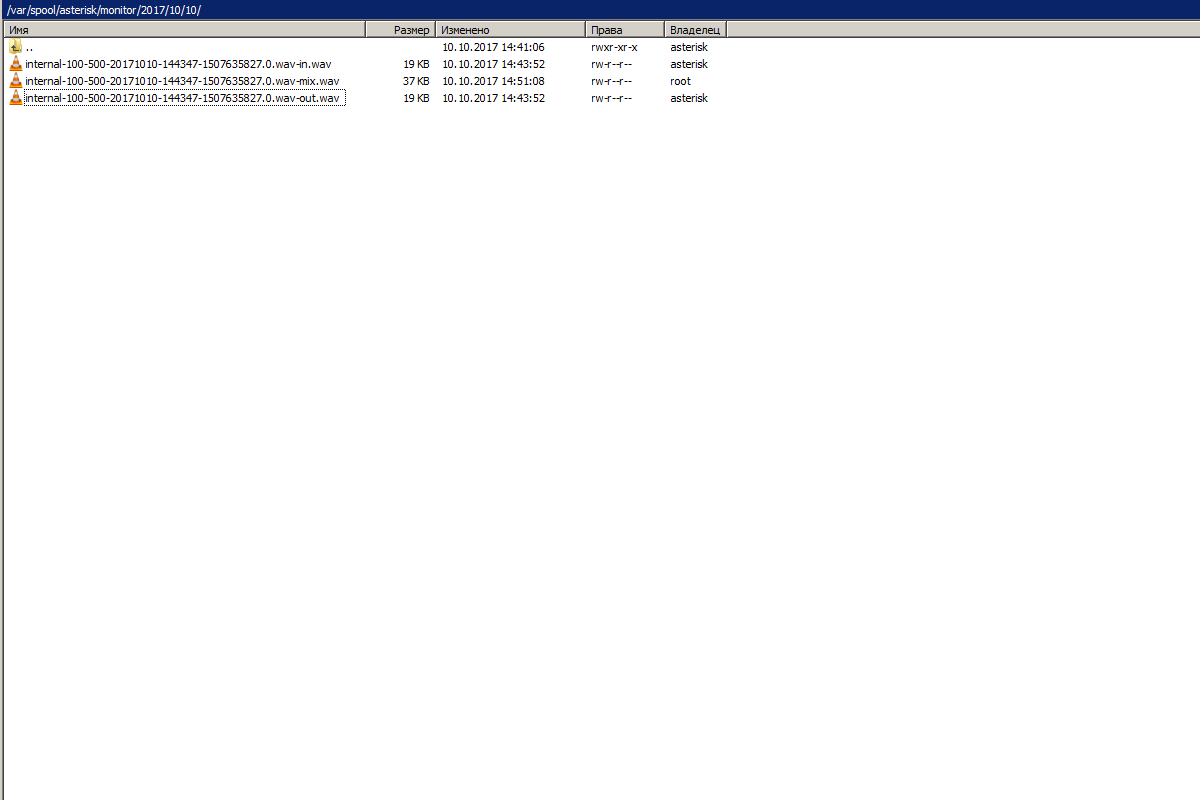 /var/spool/asterisk/monitor/2017/10/10/
Имя Размер Изменено Права Владелец
.. 10.10.2017 14:41:06 rwxr-xr-x asterisk
internal-100-500-20171010-144347-1507635827.0.wav-in.wav 19 KB 10.10.2017 14:43:52 rw-r--r-- asterisk
internal-100-500-20171010-144347-1507635827.0.wav-mix.wav 37 KB 10.10.2017 14:51:08 rw-r--r-- root
internal-100-500-20171010-144347-1507635827.0.wav-out.wav 19 KB 10.10.2017 14:43:52 rw-r--r-- asterisk